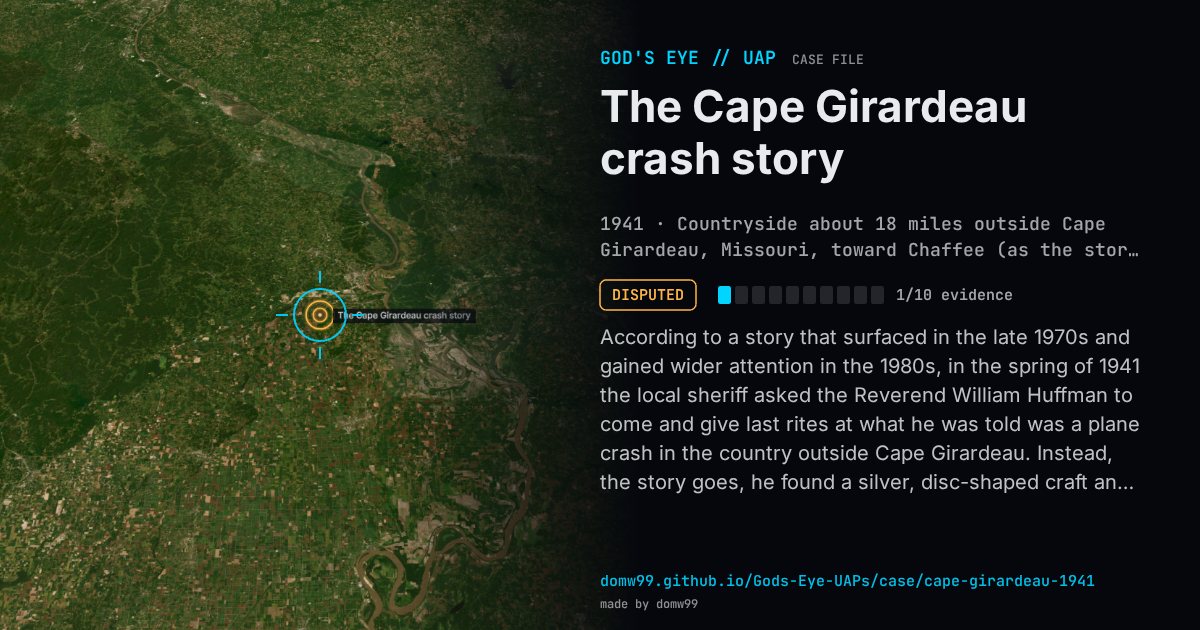 GOD'S EYE // UAP CASE FILE
The Cape Girardeau
crash story
1941 · Countryside about 18 miles outside Cape
Girardeau, Missouri, toward Chaffee (as the stor…
DISPUTED 1/10 evidence
The Cape Girardeau crash story
According to a story that surfaced in the late 1970s and
gained wider attention in the 1980s, in the spring of 1941
the local sheriff asked the Reverend William Huffman to
come and give last rites at what he was told was a plane
crash in the country outside Cape Girardeau. Instead,
the story goes, he found a silver, disc-shaped craft an...
domw99.github.io/Gods-Eye-UAPs/case/cape-girardeau-1941
made by domw99